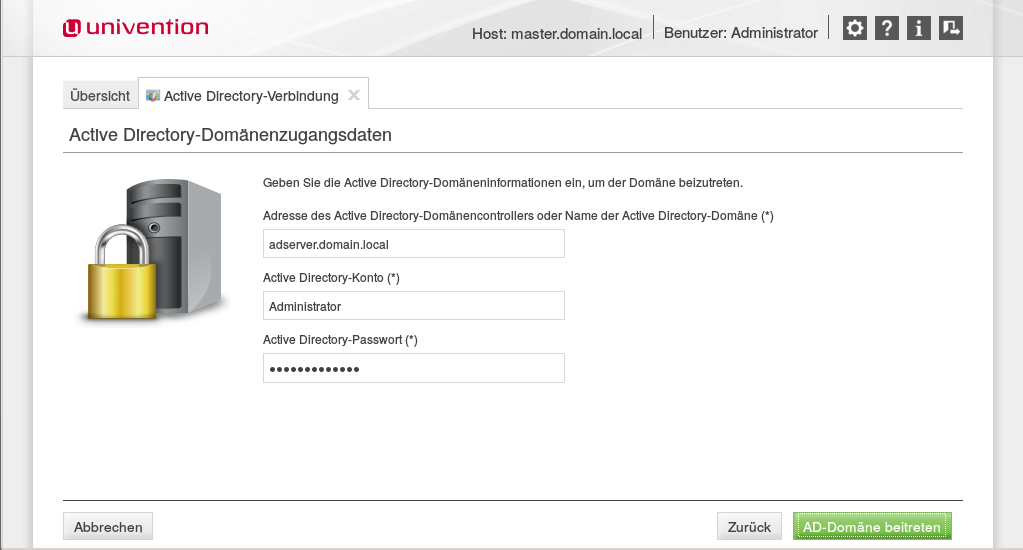 univention
Host: master.domain.local
Benutzer: Administrator
Übersicht
Active Directory-Verbindung
Active Directory-Domänenzugangsdaten
Geben Sie die Active Directory-Domäneninformationen ein, um der Domäne beizutreten.
Adresse des Active Directory-Domänencontrollers oder Name der Active Directory-Domäne (*)
adserver.domain.local
Active Directory-Konto (*)
Administrator
Active Directory-Passwort (*)
•••••••••••••
Abbrechen
Zurück
AD-Domäne beitreten